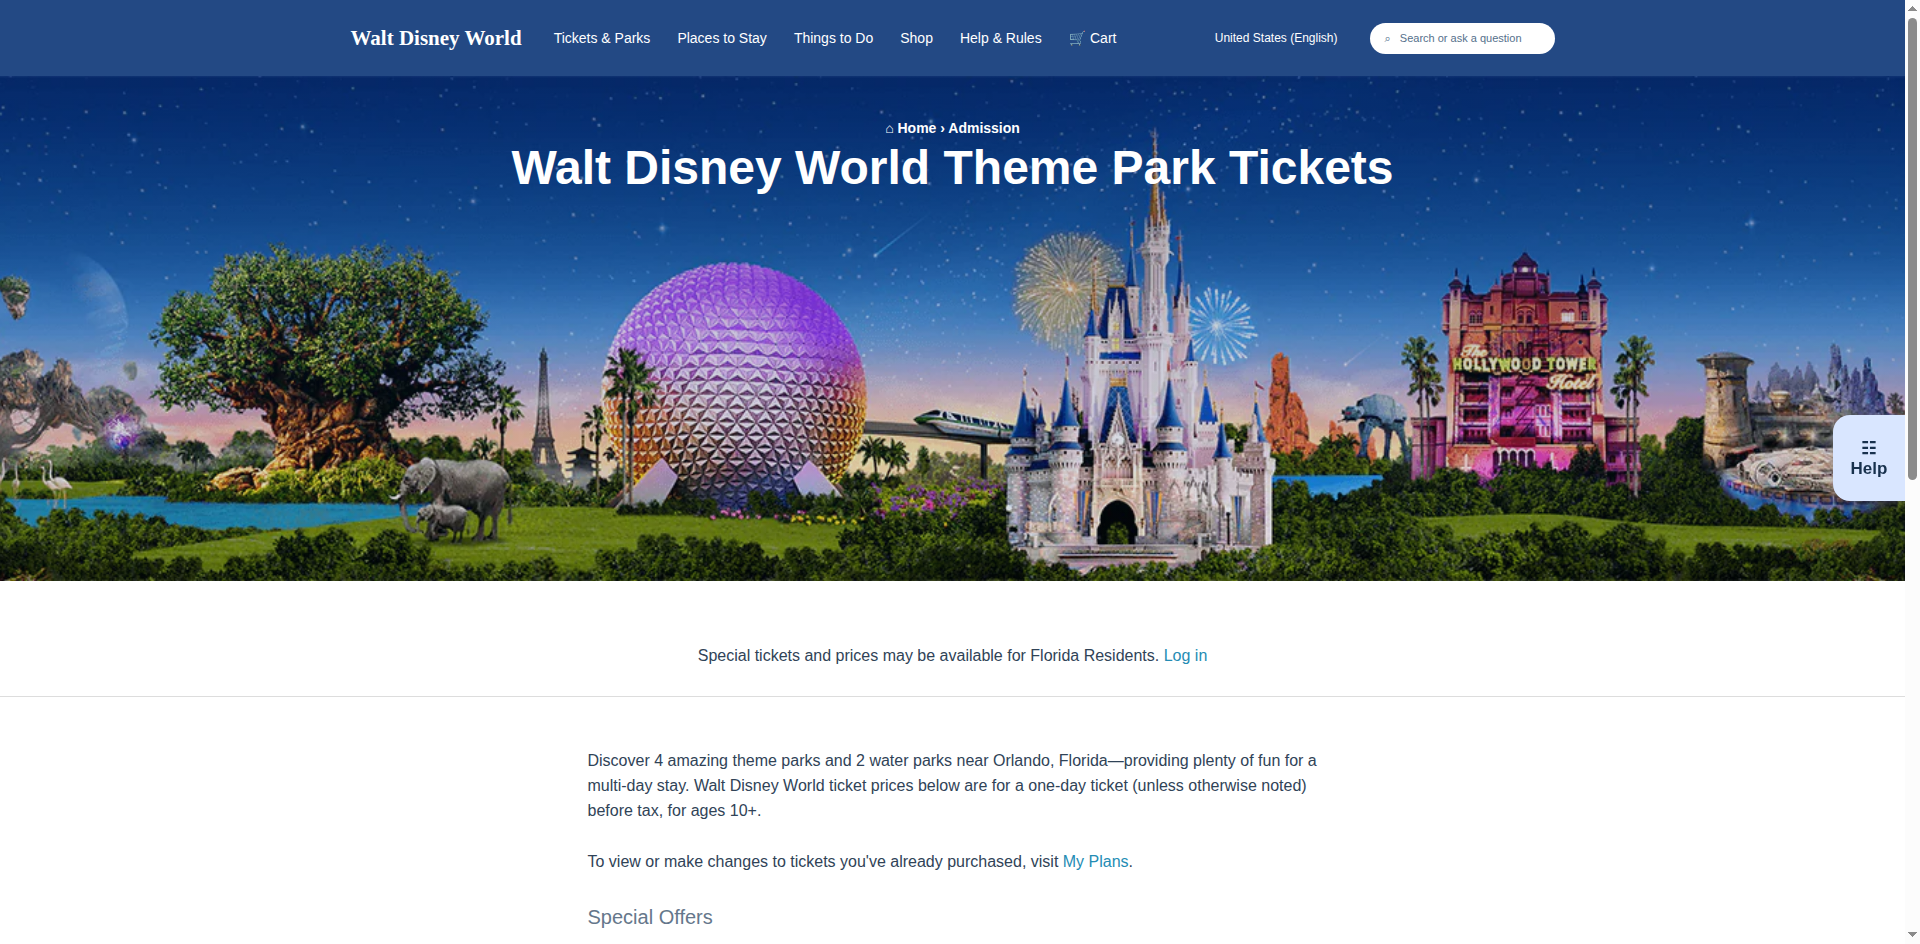 Walt Disney World
Tickets & Parks
Places to Stay
Things to Do
Shop
Help & Rules
Cart
United States (English)
Search or ask a question
Home › Admission
Walt Disney World Theme Park Tickets
The
HOLLYWOOD TOWER
Hotel
Help
Special tickets and prices may be available for Florida Residents. Log in
Discover 4 amazing theme parks and 2 water parks near Orlando, Florida—providing plenty of fun for a
multi-day stay. Walt Disney World ticket prices below are for a one-day ticket (unless otherwise noted)
before tax, for ages 10+.
To view or make changes to tickets you've already purchased, visit My Plans.
Special Offers